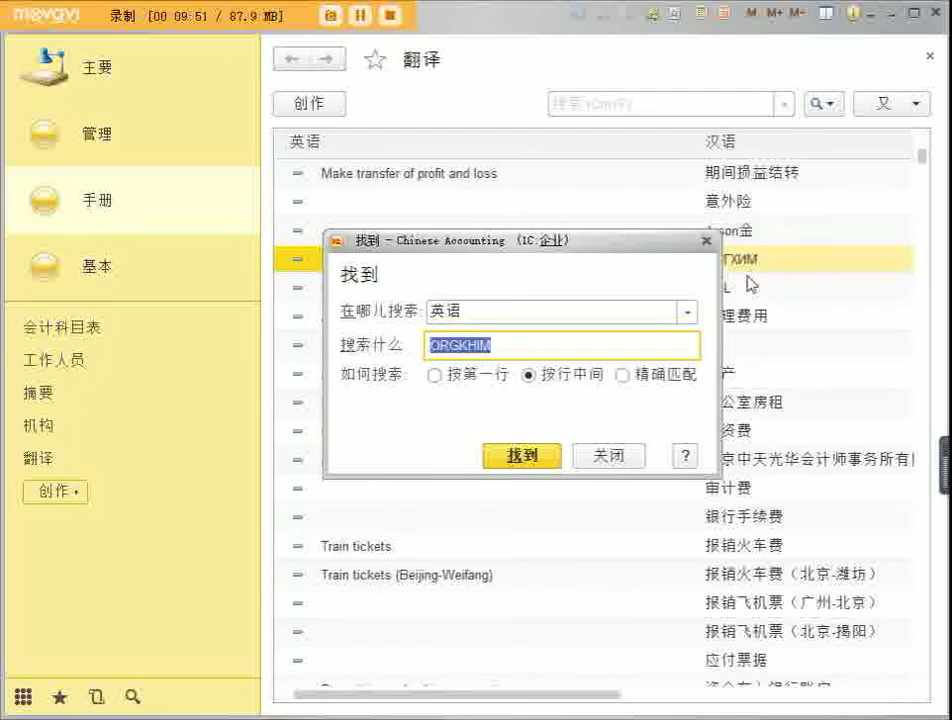 movavi 录制 [00 09:51 / 87.9 MB]
M M+ M-
主要
管理
手册
基本
会计科目表
工作人员
摘要
机构
翻译
创作
翻译
创作
又
英语 汉语
Make transfer of profit and loss 期间损益结转
意外险
son金
ГХИМ
L
理费用
产
公室房租
资费
京中天光华会计师事务所有
审计费
银行手续费
Train tickets 报销火车费
Train tickets (Beijing-Weifang) 报销火车费（北京-潍坊）
报销飞机票（广州-北京）
报销飞机票（北京-揭阳）
应付票据
找到 - Chinese Accounting (1C:企业)
找到
在哪儿搜索: 英语
搜索什么 ORGKHIM
如何搜索: 按第一行 按行中间 精确匹配
找到 关闭 ?